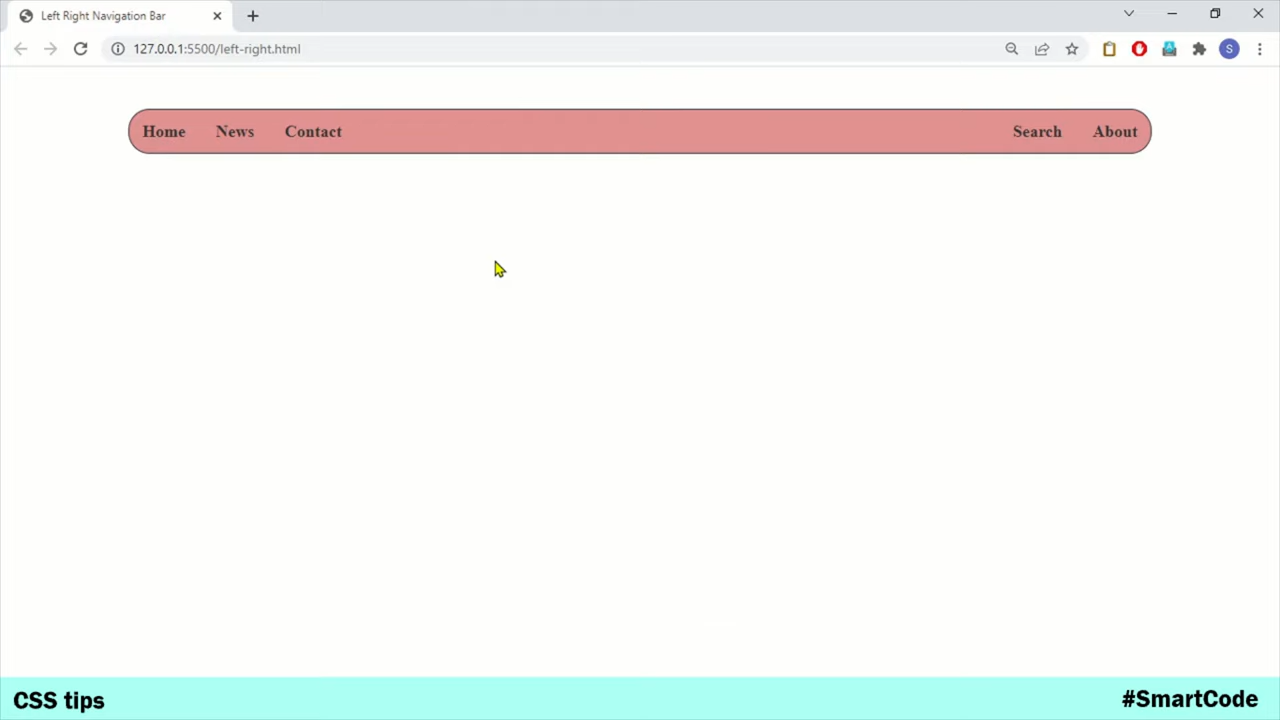 Left Right Navigation Bar
127.0.0.1:5500/left-right.html
S
Home News Contact Search About
CSS tips
#SmartCode